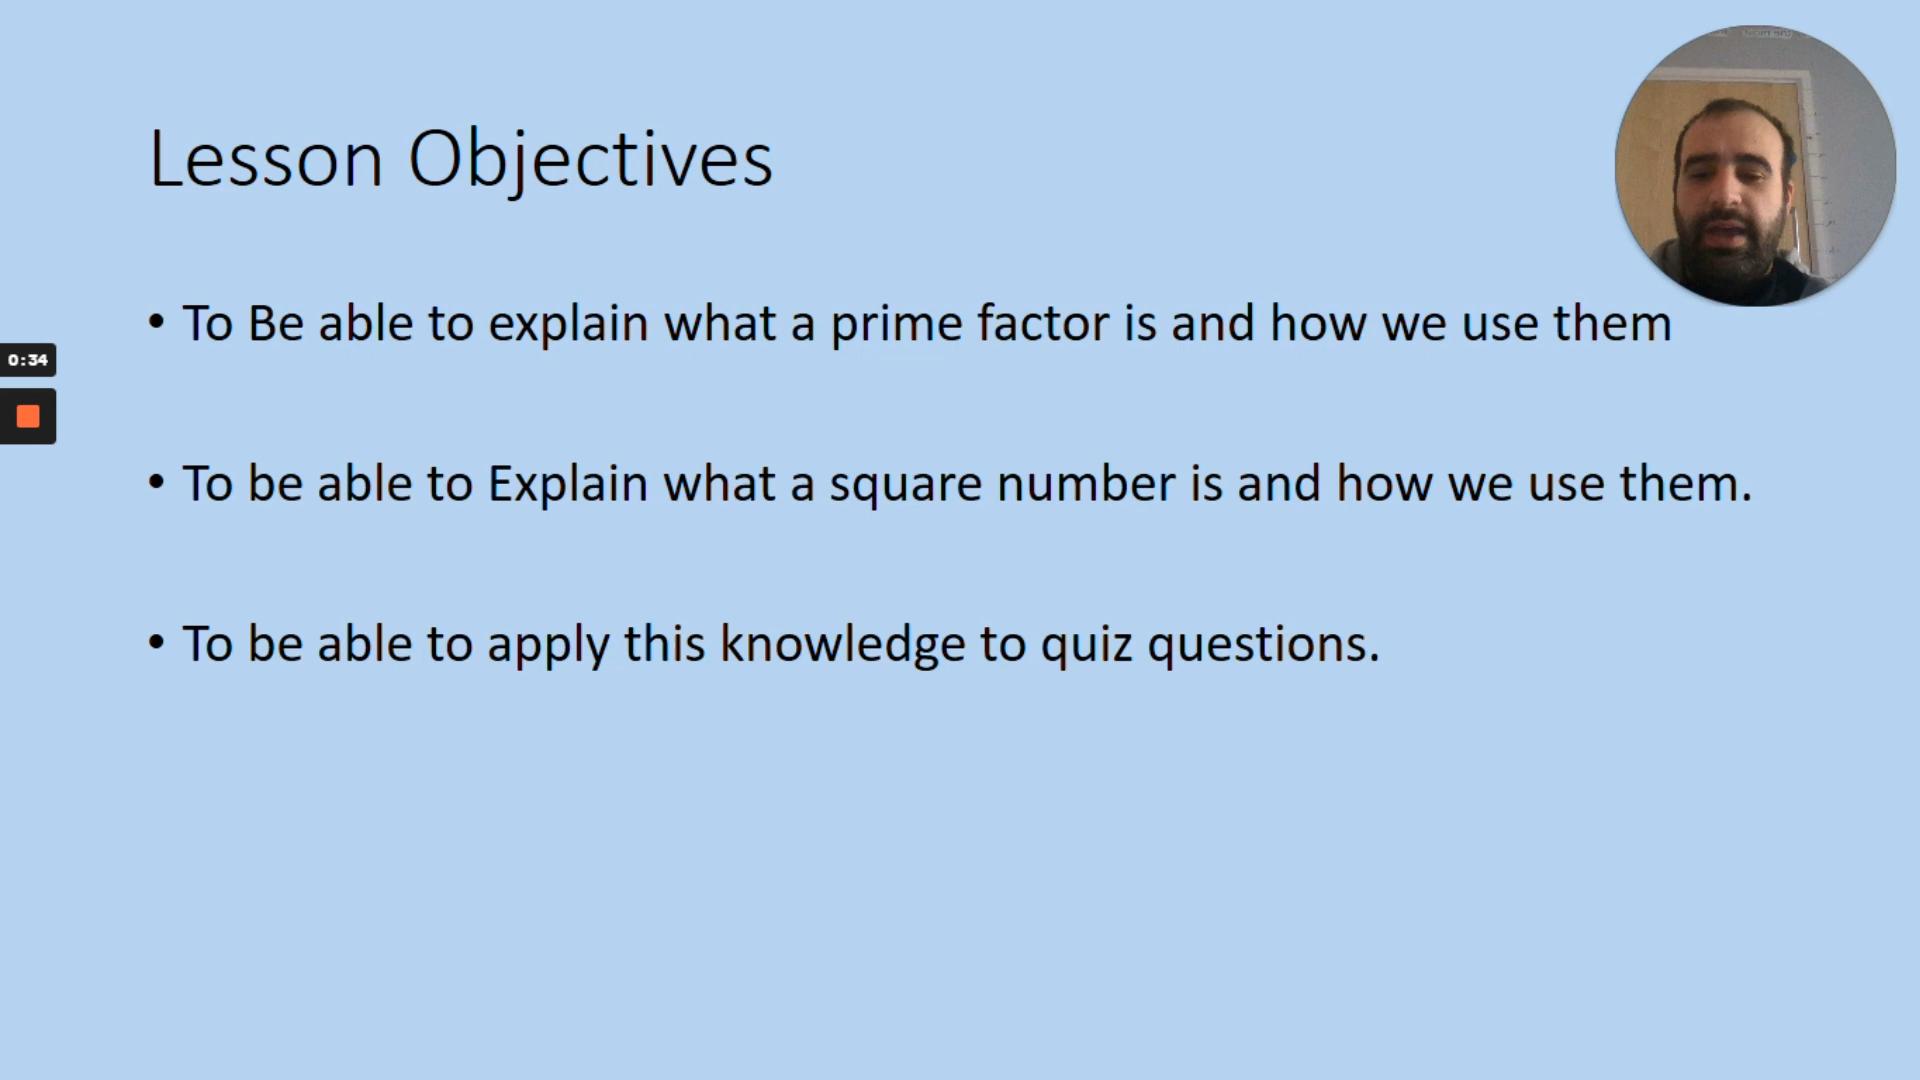 Lesson Objectives
• To Be able to explain what a prime factor is and how we use them
0:34
• To be able to Explain what a square number is and how we use them.
• To be able to apply this knowledge to quiz questions.